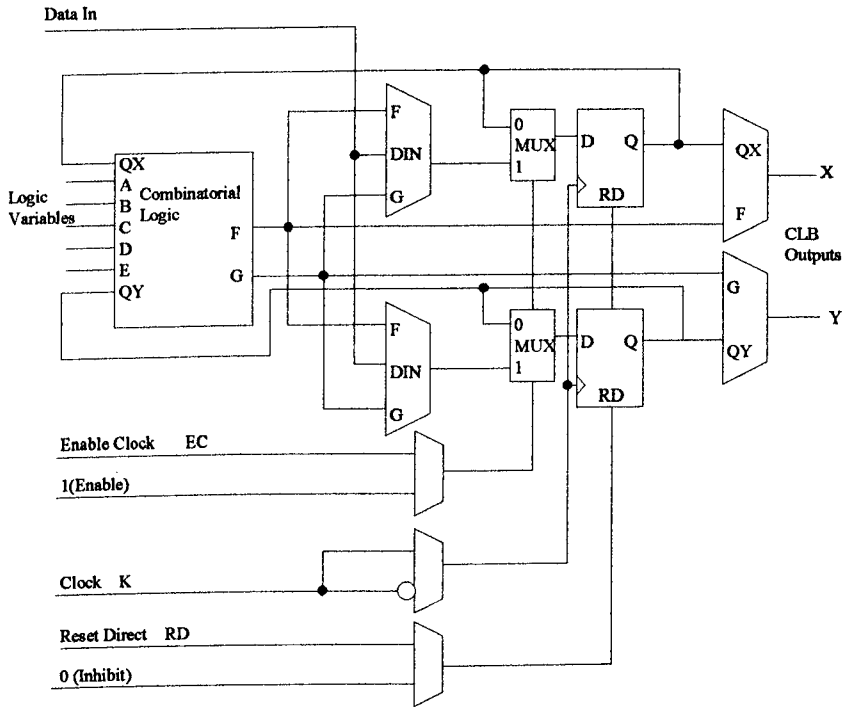 Data In
F
DIN
G
0
MUX
1
D Q
RD
QX
F
X
Logic
Variables
QX
A
B
C
D
E
QY
Combinatorial
Logic
F
G
CLB
Outputs
F
DIN
G
0
MUX
1
D Q
RD
G
QY
Y
Enable Clock EC
1(Enable)
Clock K
Reset Direct RD
0 (Inhibit)